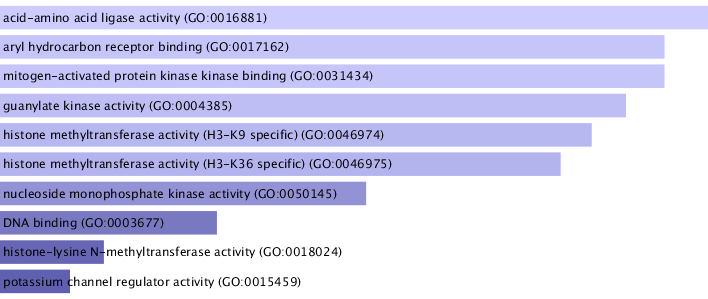 acid-amino acid ligase activity (GO:0016881)
aryl hydrocarbon receptor binding (GO:0017162)
mitogen-activated protein kinase kinase binding (GO:0031434)
guanylate kinase activity (GO:0004385)
histone methyltransferase activity (H3-K9 specific) (GO:0046974)
histone methyltransferase activity (H3-K36 specific) (GO:0046975)
nucleoside monophosphate kinase activity (GO:0050145)
DNA binding (GO:0003677)
histone-lysine N-methyltransferase activity (GO:0018024)
potassium channel regulator activity (GO:0015459)